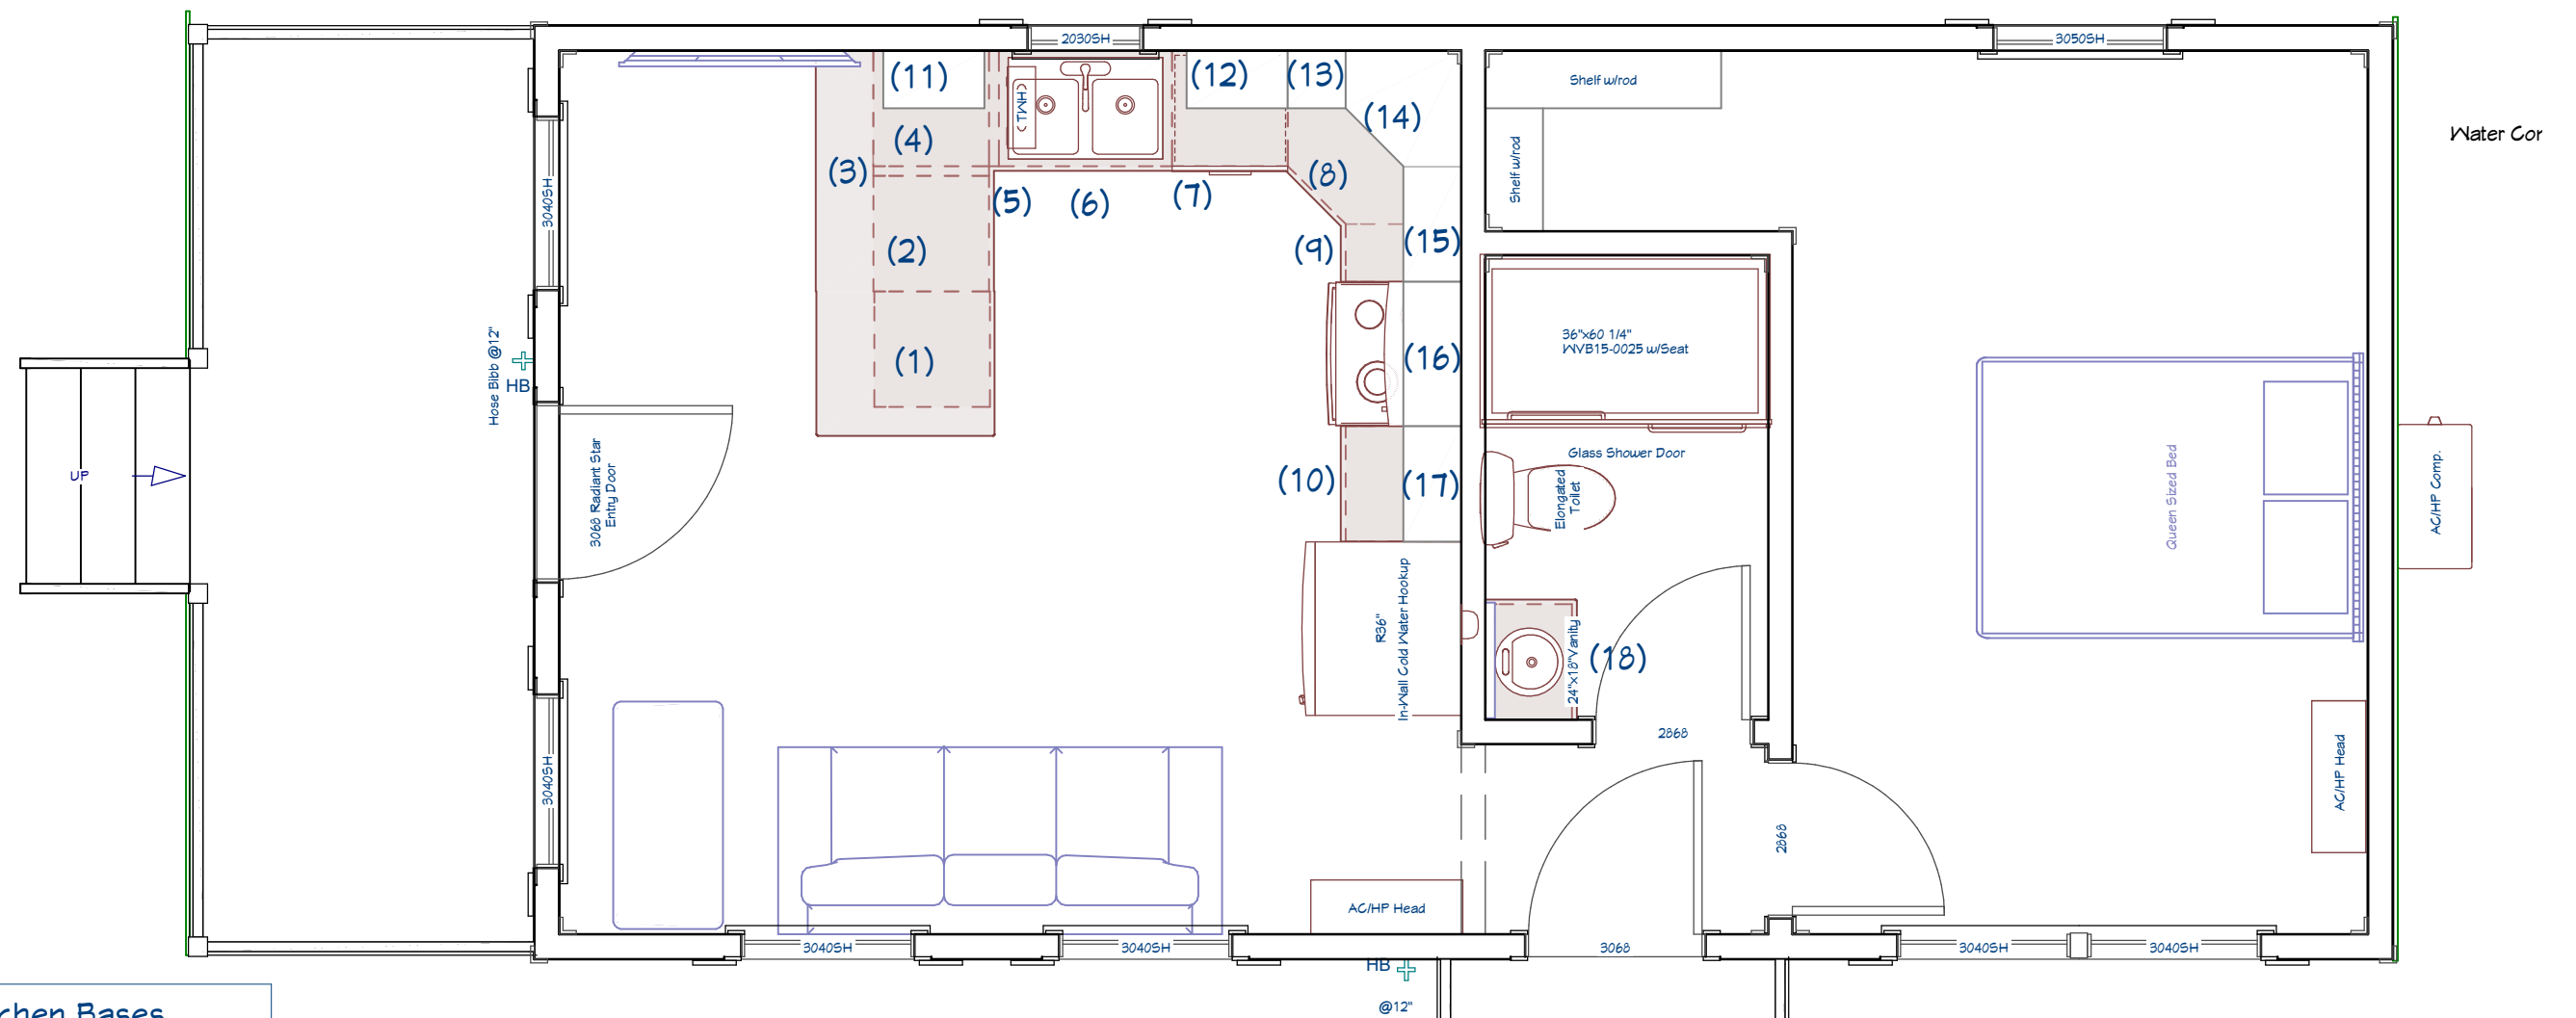 2030SH
3050SH
(11)
(TWH)
(12)
(13)
Shelf w/rod
(14)
Water Cor
(4)
(3)
(8)
Shelf w/rod
3040SH
(5)
(6)
(7)
(2)
(9)
(15)
Hose Bibb @12"
HB
(1)
(16)
36"x60 1/4"
WVB15-0025 w/Seat
Glass Shower Door
UP
3068 Radiant Star
Entry Door
(10)
(17)
Elongated
Toilet
Queen Sized Bed
AC/HP Comp.
R36"
In-Wall Cold Water Hookup
24"x18"Vanity
(18)
2868
3040SH
2868
AC/HP Head
AC/HP Head
3040SH
3040SH
3068
3040SH
3040SH
HB
@12"
chen Bases